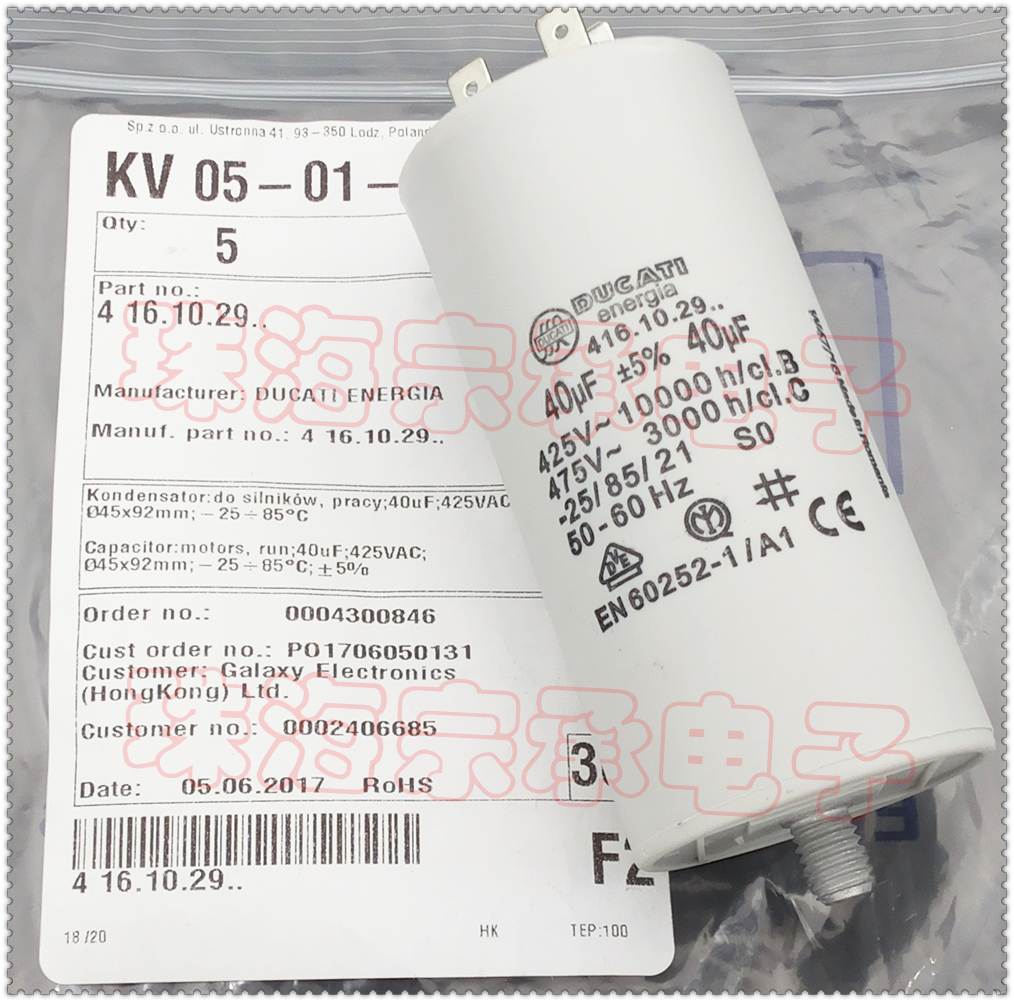 Sp.z o.o. ul. Ustronna 41, 93-350 Lodz, Poland
KV 05-01-
Qty:
5
Part no.:
4 16.10.29..
Manufacturer: DUCATI ENERGIA
Manuf. part no.: 4 16.10.29..
Kondensator:do silników, pracy;40uF;425VAC
Ø45x92mm; -25÷85°C
Capacitor:motors, run;40uF;425VAC;
Ø45x92mm; -25÷85°C; ±5%
Order no.: 0004300846
Cust order no.: PO1706050131
Customer: Galaxy Electronics
(HongKong) Ltd.
Customer no.: 0002406685
Date: 05.06.2017 RoHS
4 16.10.29..
18/20 HK TEP:100
DUCATI
energia
DUCATI
416.10.29..
40µF ±5% 40µF
425V~ 10000 h/cl.B
475V~ 3000 h/cl.C
-25/85/21 S0
50-60 Hz
DVE
EN 60252-1/A1
CE
珠海宗承电子
珠海宗承电子